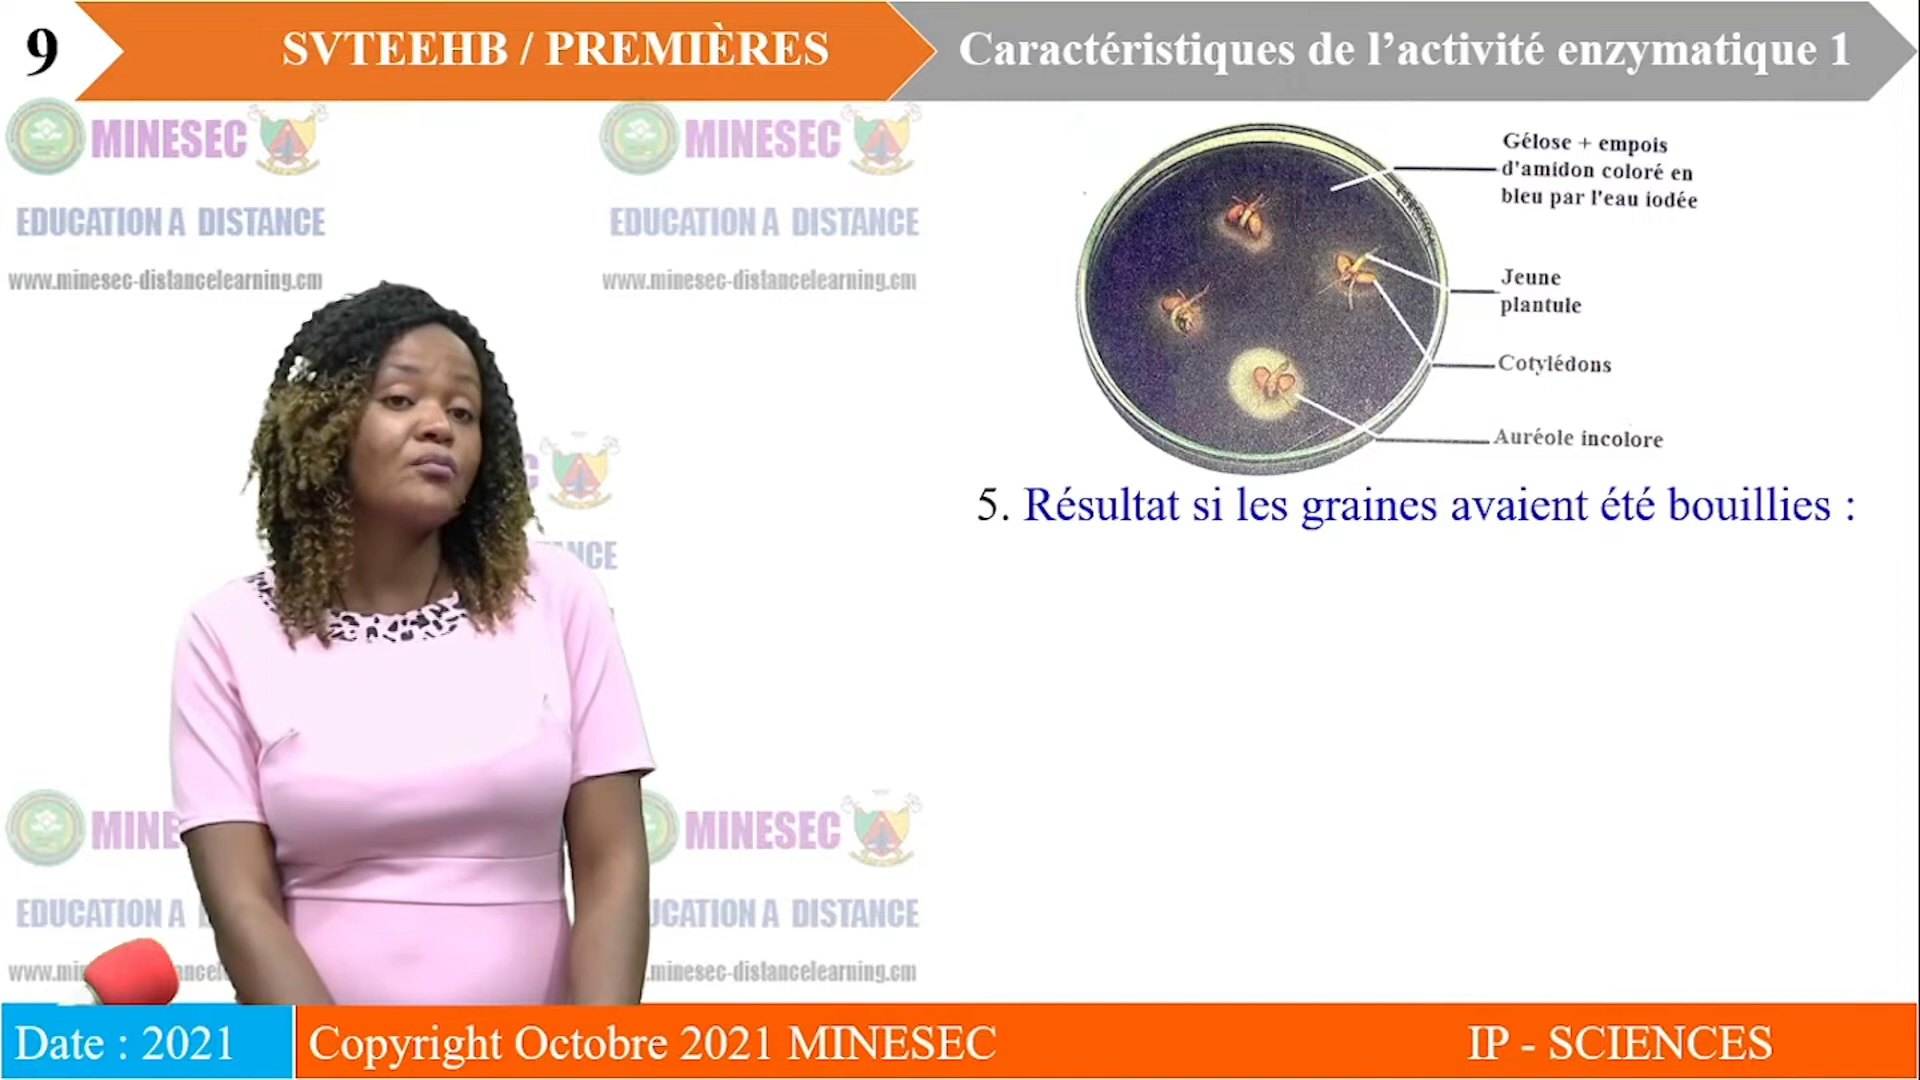 9
SVTEEHB / PREMIÈRES
Caractéristiques de l’activité enzymatique 1
MINESEC
EDUCATION A DISTANCE
www.minesec-distancelearning.cm
MINESEC
EDUCATION A DISTANCE
www.minesec-distancelearning.cm
Gélose + empois
d'amidon coloré en
bleu par l'eau iodée
Jeune
plantule
Cotylédons
Auréole incolore
5. Résultat si les graines avaient été bouillies :
MINESEC
EDUCATION A DISTANCE
minesec-distancelearning.cm
Date : 2021
Copyright Octobre 2021 MINESEC
IP - SCIENCES